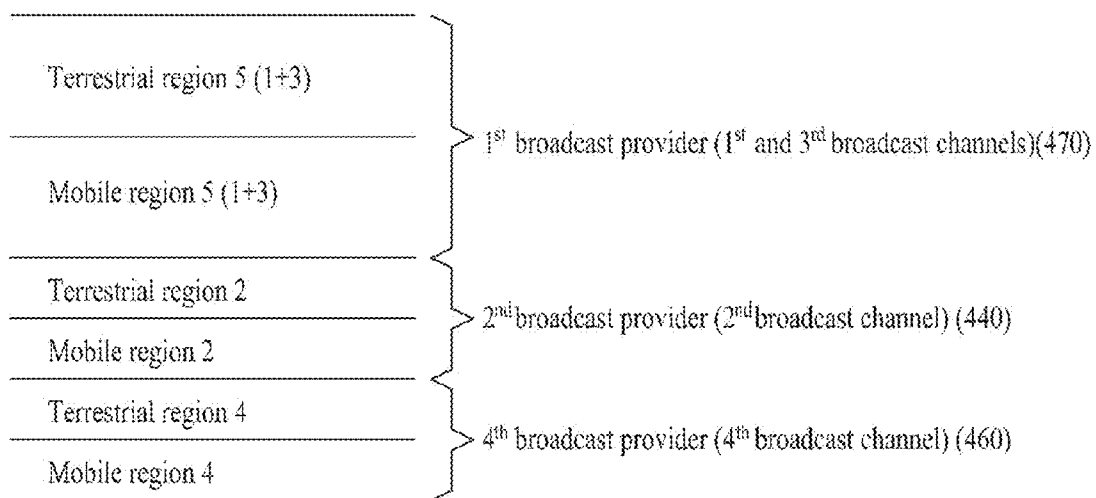 Terrestrial region 5 (1+3)
Mobile region 5 (1+3)
1st broadcast provider (1st and 3rd broadcast channels)(470)
Terrestrial region 2
Mobile region 2
2nd broadcast provider (2nd broadcast channel) (440)
Terrestrial region 4
Mobile region 4
4th broadcast provider (4th broadcast channel) (460)